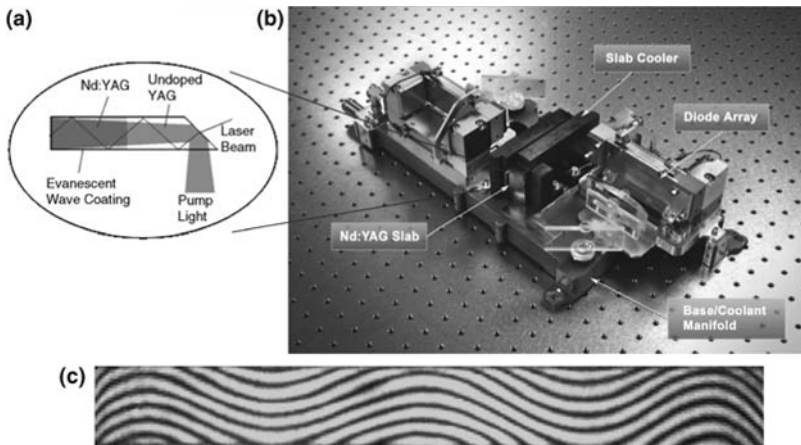 (a)
Nd:YAG
Undoped
YAG
Laser
Beam
Evanescent
Wave Coating
Pump
Light
(b)
Slab Cooler
Diode Array
Nd:YAG Slab
Base/Coolant
Manifold
(c)